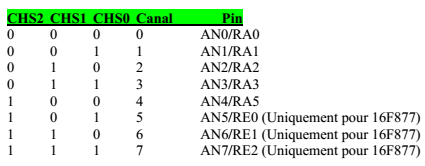 CHS2 CHS1 CHS0 Canal Pin
0 0 0 0 AN0/RA0
0 0 1 1 AN1/RA1
0 1 0 2 AN2/RA2
0 1 1 3 AN3/RA3
1 0 0 4 AN4/RA5
1 0 1 5 AN5/RE0 (Uniquement pour 16F877)
1 1 0 6 AN6/RE1 (Uniquement pour 16F877)
1 1 1 7 AN7/RE2 (Uniquement pour 16F877)